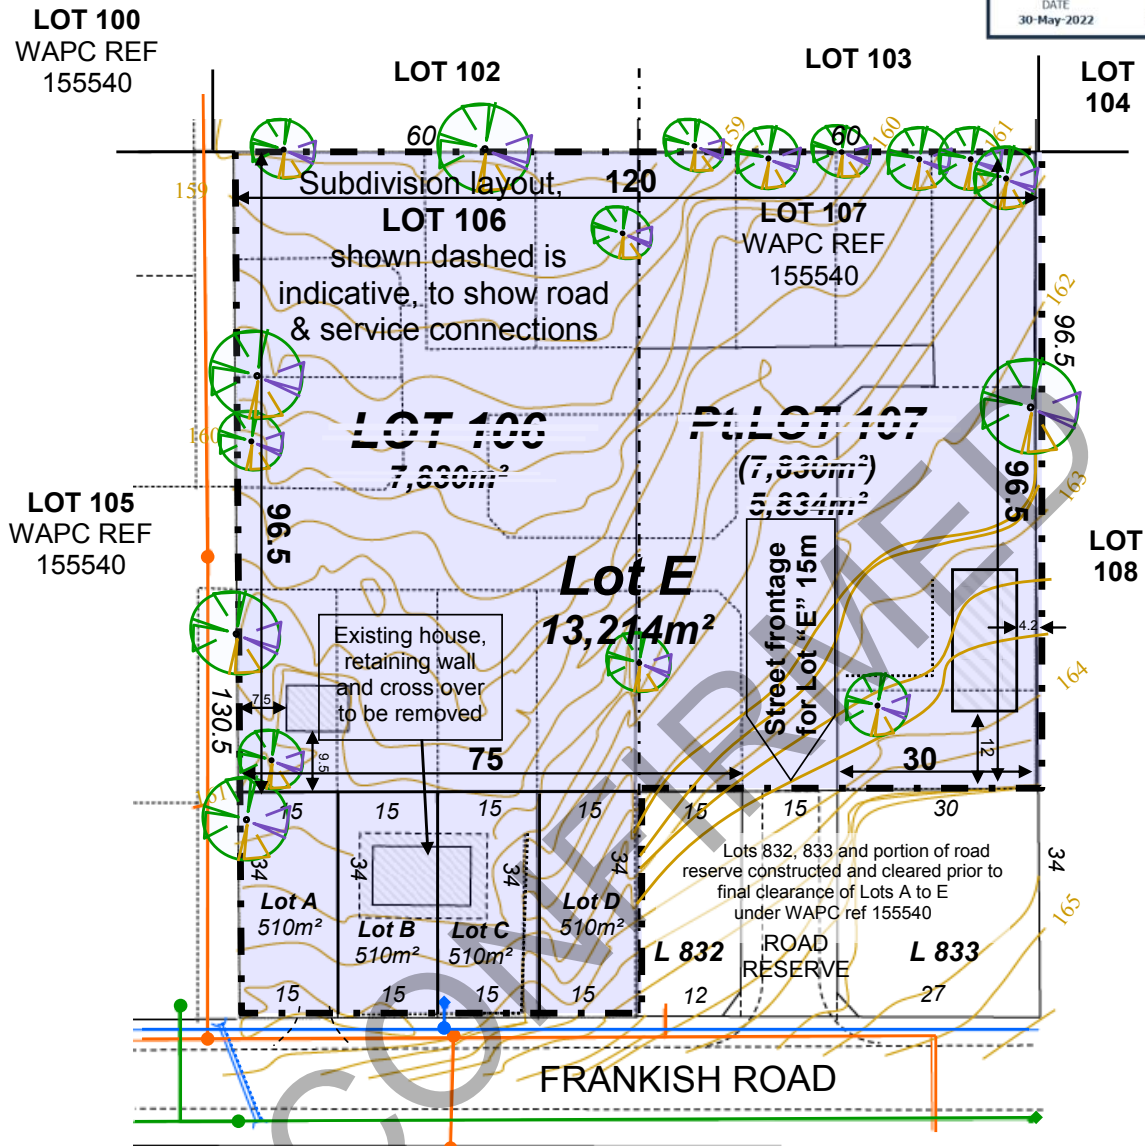 DATE
30-May-2022
LOT 100
WAPC REF
155540
LOT 102
LOT 103
LOT
104
60
60
159
160
161
159
Subdivision layout,
LOT 106
shown dashed is
indicative, to show road
& service connections
120
LOT 107
WAPC REF
155540
162
96.5
LOT 106
7,830m²
Pt.LOT 107
(7,830m²)
5,834m²
160
LOT 105
WAPC REF
155540
96.5
96.5
163
LOT
108
Lot E
13,214m²
Street frontage
for Lot "E" 15m
Existing house,
retaining wall
and cross over
to be removed
4.2
164
130.5
7.5
9.5
75
30
12
161
15
15
15
15
15
15
30
34
34
34
34
34
Lots 832, 833 and portion of road
reserve constructed and cleared prior to
final clearance of Lots A to E
under WAPC ref 155540
Lot A
510m²
Lot B
510m²
Lot C
510m²
Lot D
510m²
L 832
ROAD
RESERVE
L 833
165
15
15
15
15
12
27
FRANKISH ROAD
CONFIRMED